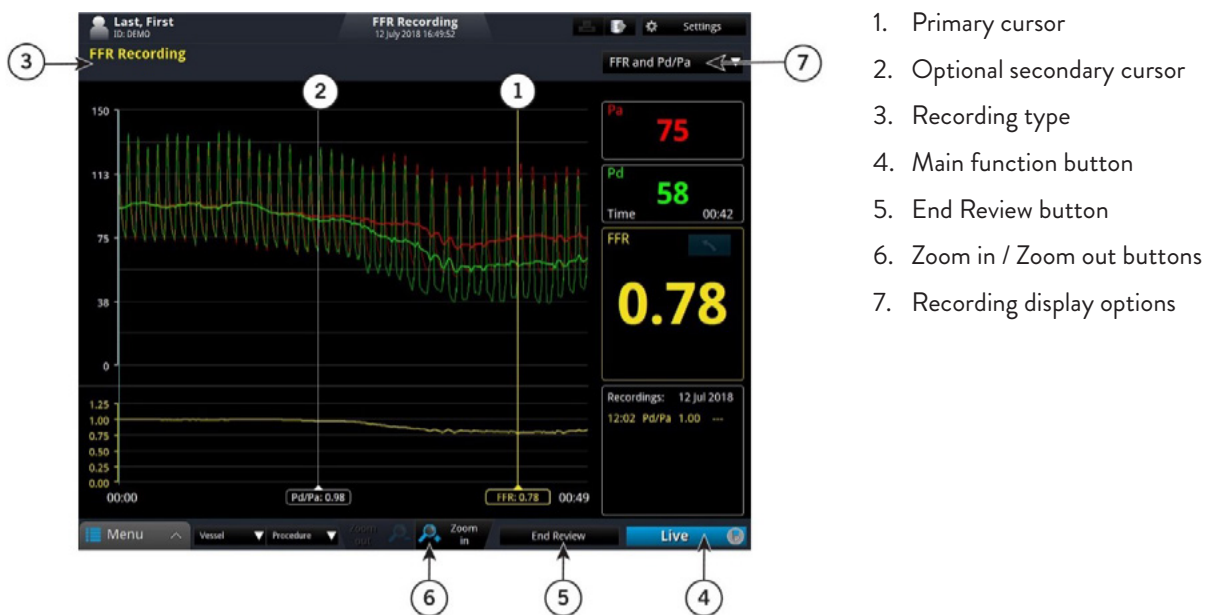 Last, First
ID: DEMO
FFR Recording
12 July 2018 16:49:52
Settings
FFR Recording
FFR and Pd/Pa
3
7
2
1
150
113
75
38
0
Pa
75
Pd
58
Time 00:42
FFR
0.78
1.25
1.00
0.75
0.50
0.25
0.00
00:00
Pd/Pa: 0.98
FFR: 0.78
00:49
Recordings: 12 Jul 2018
12:02 Pd/Pa 1.00 ---
Menu
Vessel
Procedure
Zoom
out
Zoom
in
End Review
Live
6
5
4
1. Primary cursor
2. Optional secondary cursor
3. Recording type
4. Main function button
5. End Review button
6. Zoom in / Zoom out buttons
7. Recording display options